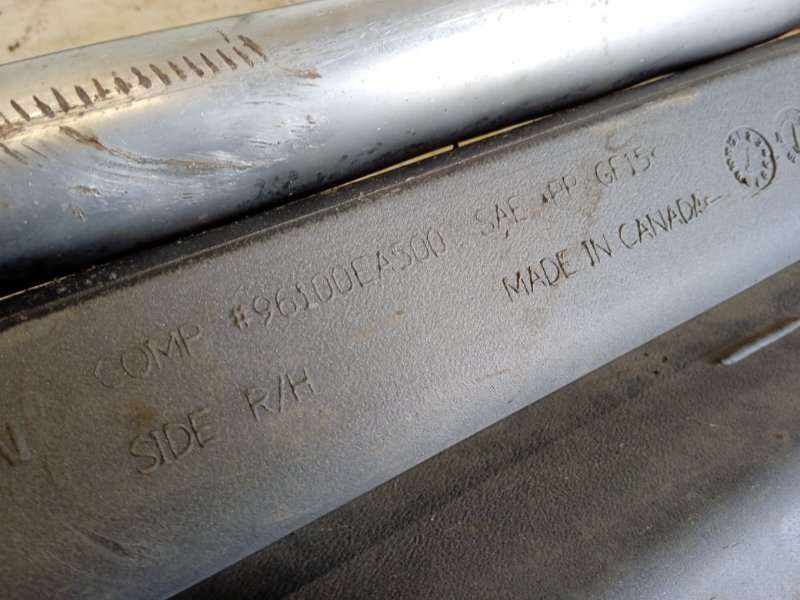 COMP #96100EA500 SAE >PP GF15<
SIDE R/H MADE IN CANADA